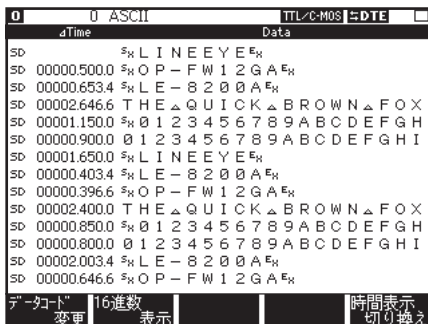 0 0 ASCII TTL/C-MOS ⇆DTE
⊿Time Data
SD SxLINEEYEEx
SD 00000.500.0 SxOP-FW12GAEx
SD 00000.653.4 SxLE-8200AEx
SD 00002.646.6 THE▵QUICK▵BROWN▵FOX
SD 00001.150.0 Sx0123456789ABCDEFGH
SD 00000.900.0 0123456789ABCDEFGHI
SD 00001.650.0 SxLINEEYEEx
SD 00000.403.4 SxLE-8200AEx
SD 00000.396.6 SxOP-FW12GAEx
SD 00002.400.0 THE▵QUICK▵BROWN▵FOX
SD 00000.850.0 Sx0123456789ABCDEFGH
SD 00000.800.0 0123456789ABCDEFGHI
SD 00002.003.4 SxLE-8200AEx
SD 00000.646.6 SxOP-FW12GAEx
データコード 16進数 時間表示
変更 表示 切り換え